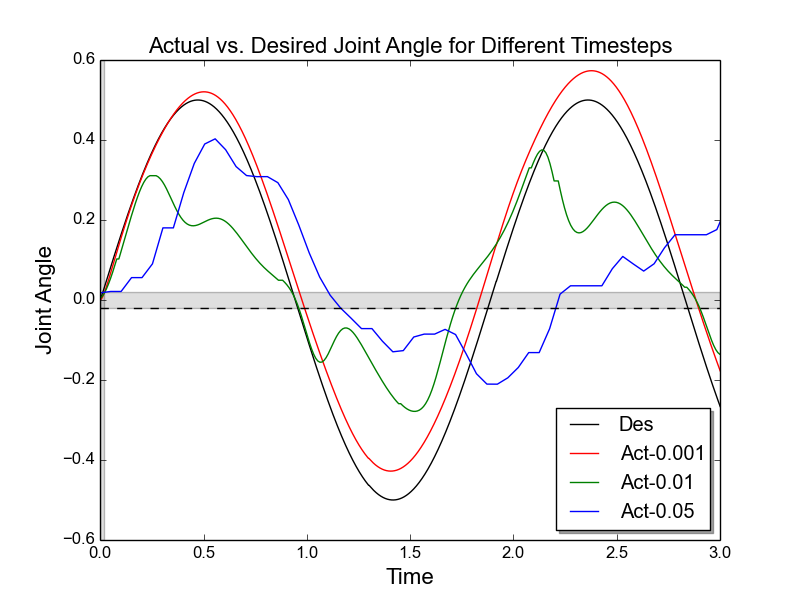 Actual vs. Desired Joint Angle for Different Timesteps
0.6
0.4
0.2
0.0
−0.2
−0.4
−0.6
Joint Angle
0.0 0.5 1.0 1.5 2.0 2.5 3.0
Time
Des
Act-0.001
Act-0.01
Act-0.05